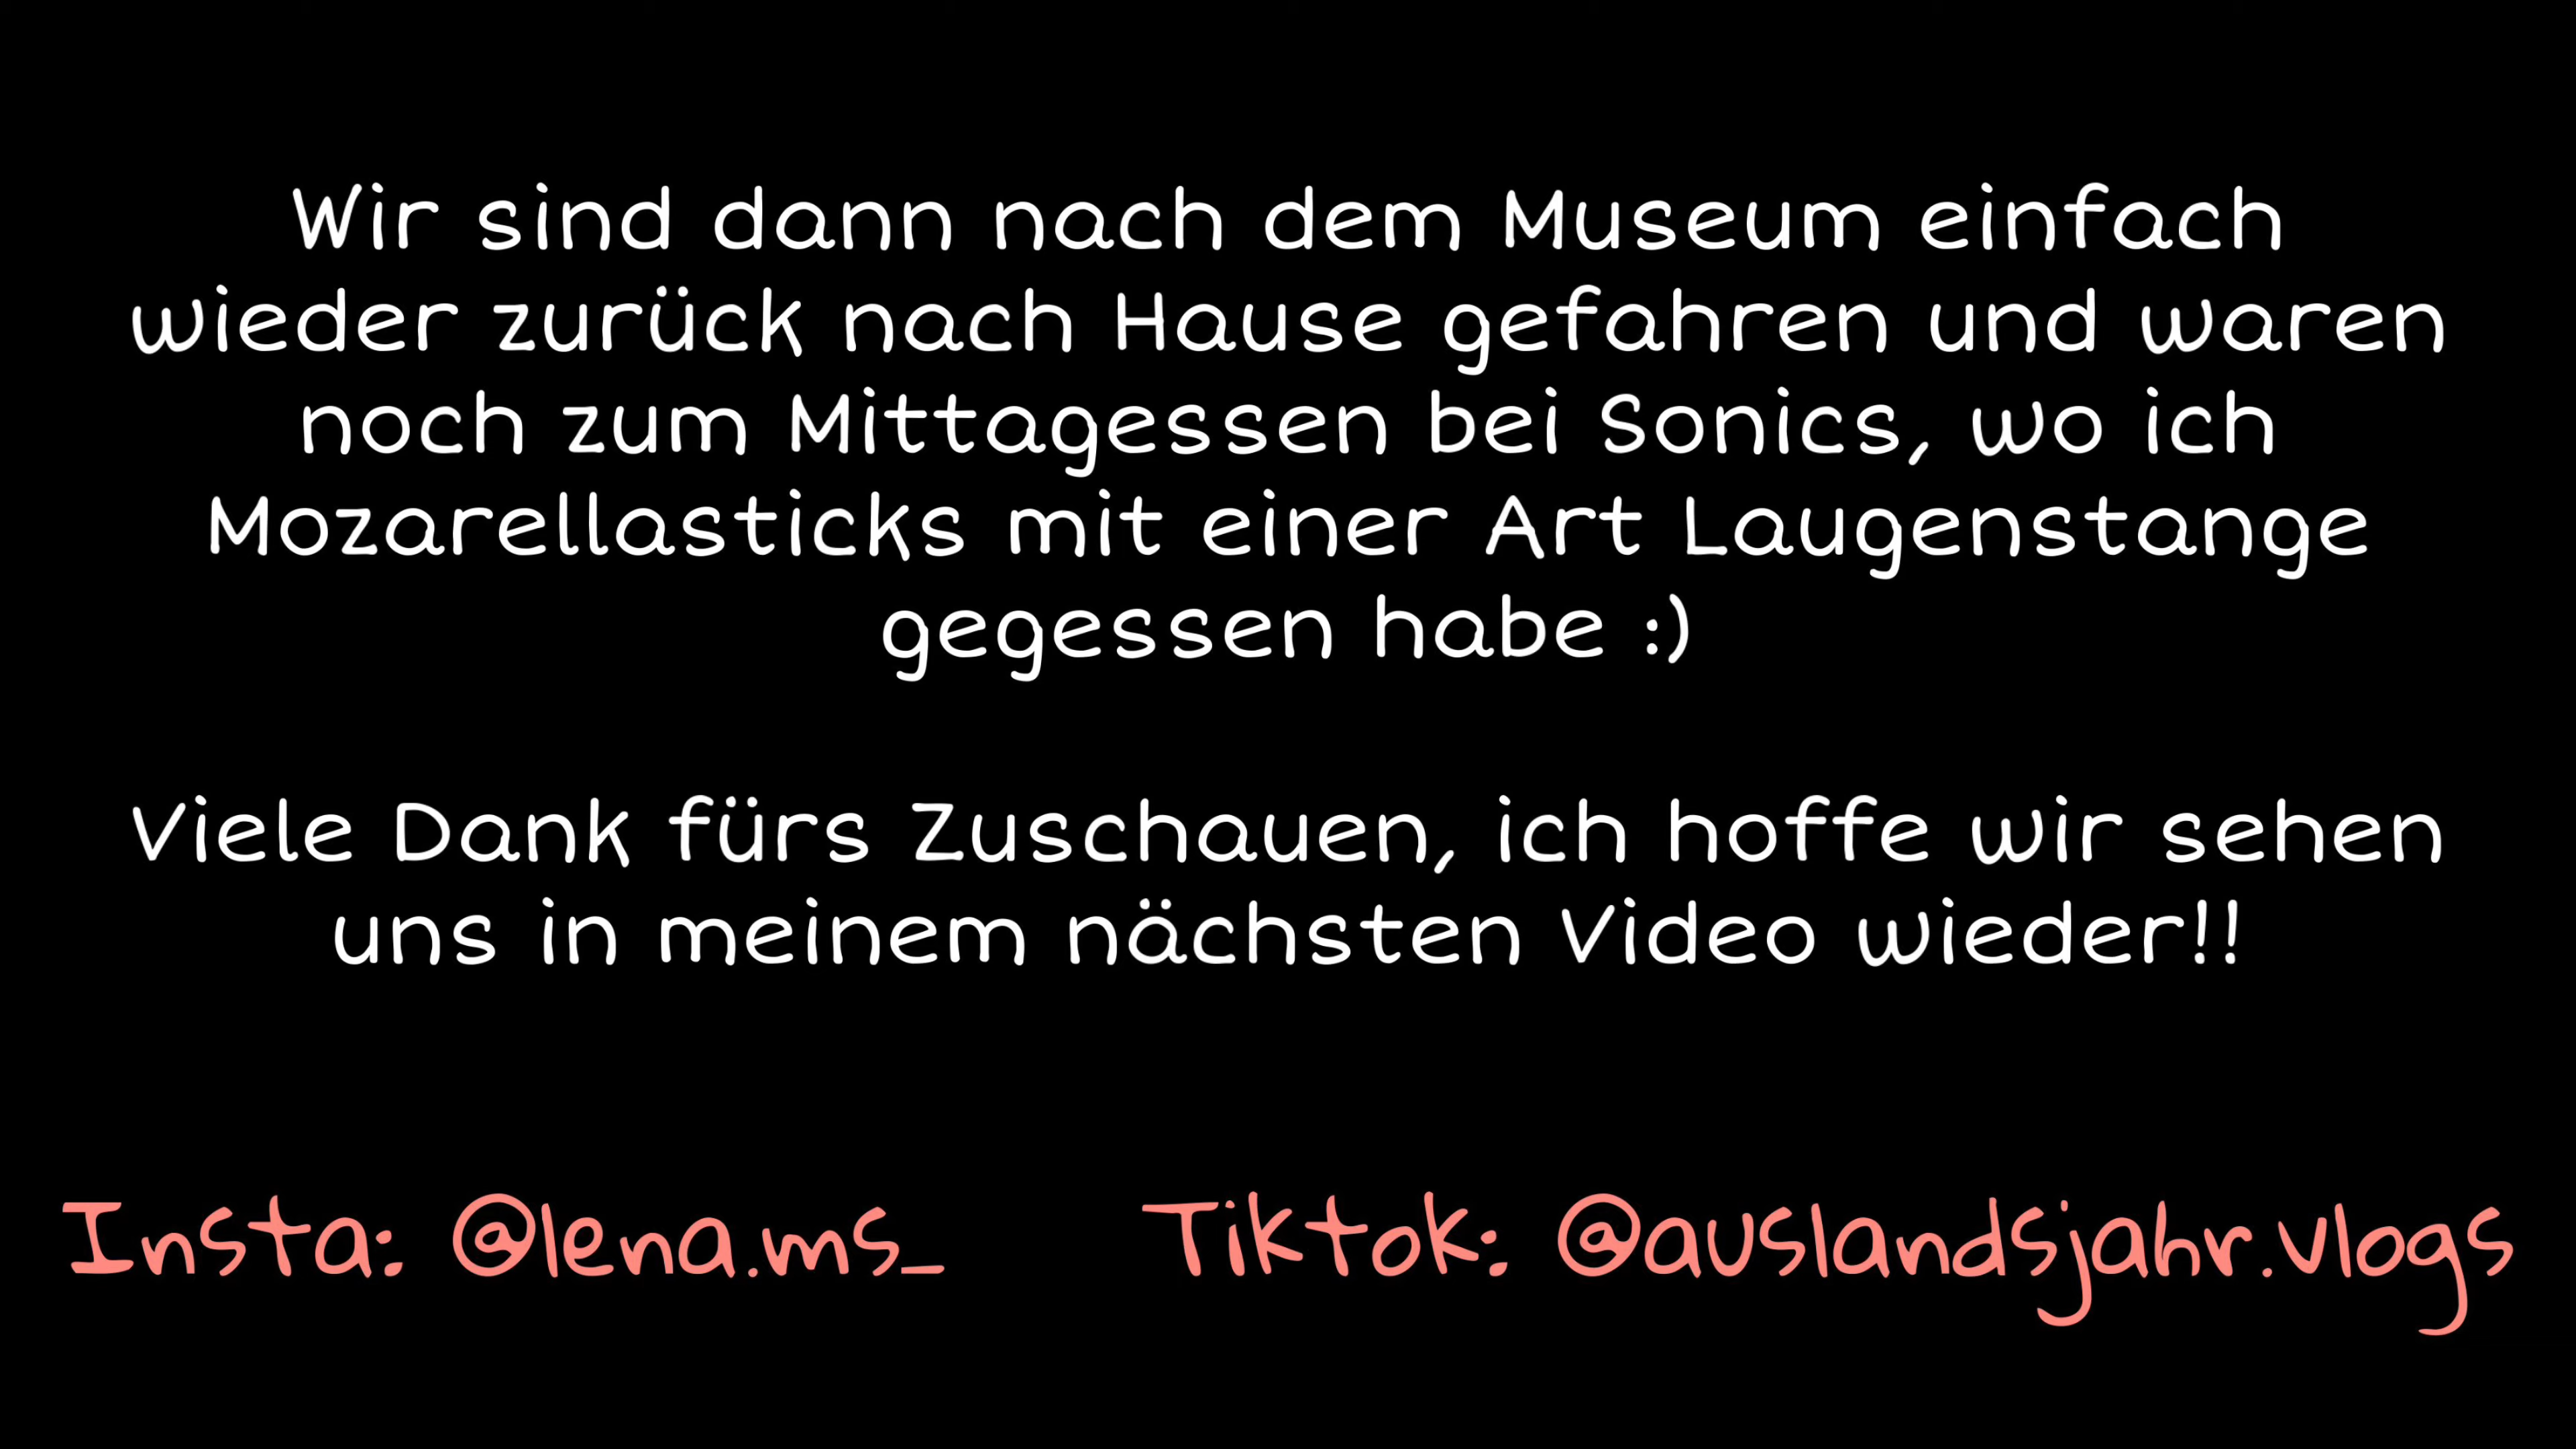 Wir sind dann nach dem Museum einfach
wieder zurück nach Hause gefahren und waren
noch zum Mittagessen bei Sonics, wo ich
Mozarellasticks mit einer Art Laugenstange
gegessen habe :)
Viele Dank fürs Zuschauen, ich hoffe wir sehen
uns in meinem nächsten Video wieder!!
Insta: @lena.ms_ Tiktok: @auslandsjahr.vlogs